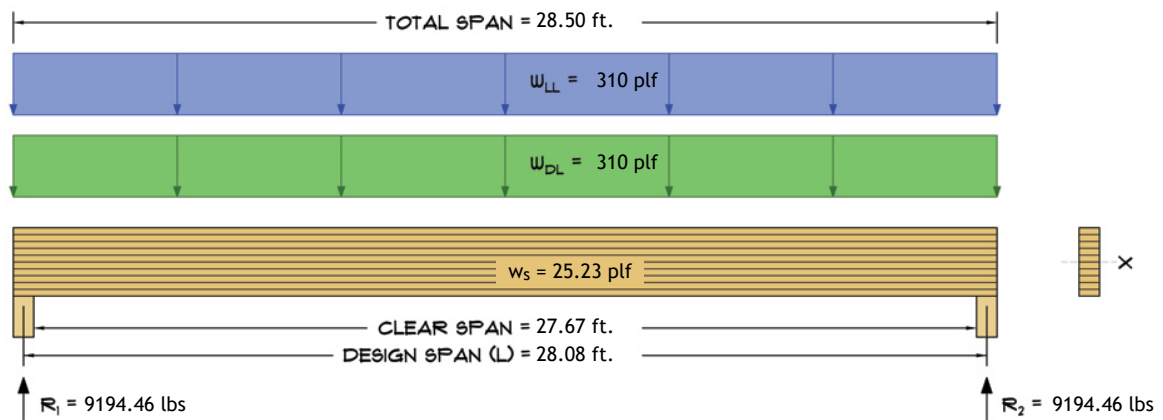 TOTAL SPAN = 28.50 ft.
wLL = 310 plf
wDL = 310 plf
ws = 25.23 plf
X
CLEAR SPAN = 27.67 ft.
DESIGN SPAN (L) = 28.08 ft.
R1 = 9194.46 lbs
R2 = 9194.46 lbs